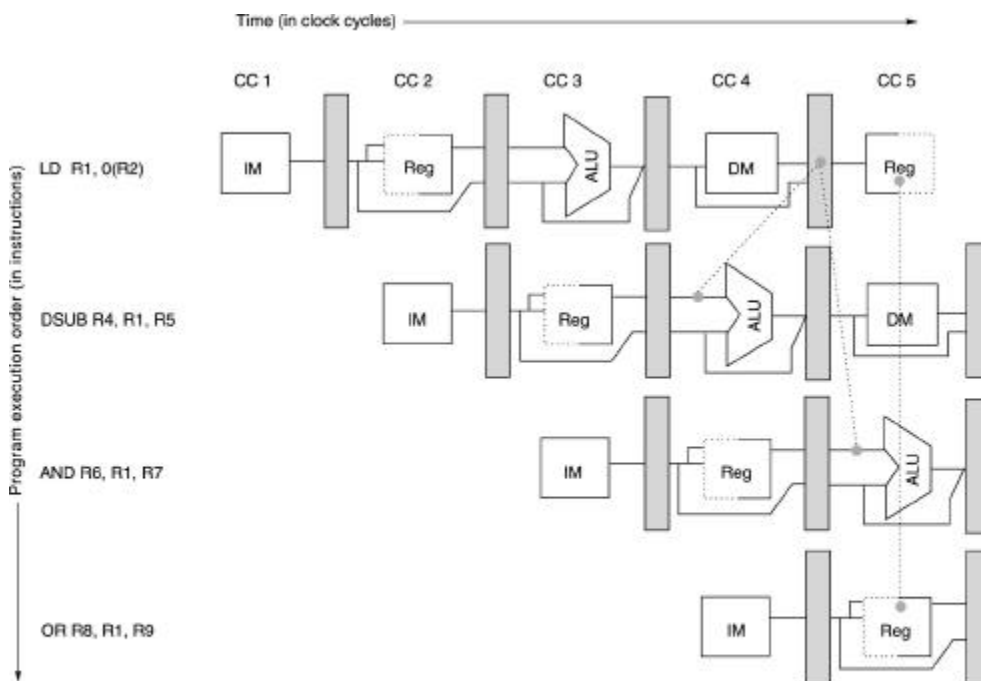 Time (in clock cycles)
CC 1 CC 2 CC 3 CC 4 CC 5
Program execution order (in instructions)
LD R1, 0(R2) IM Reg ALU DM Reg
DSUB R4, R1, R5 IM Reg ALU DM
AND R6, R1, R7 IM Reg ALU
OR R8, R1, R9 IM Reg